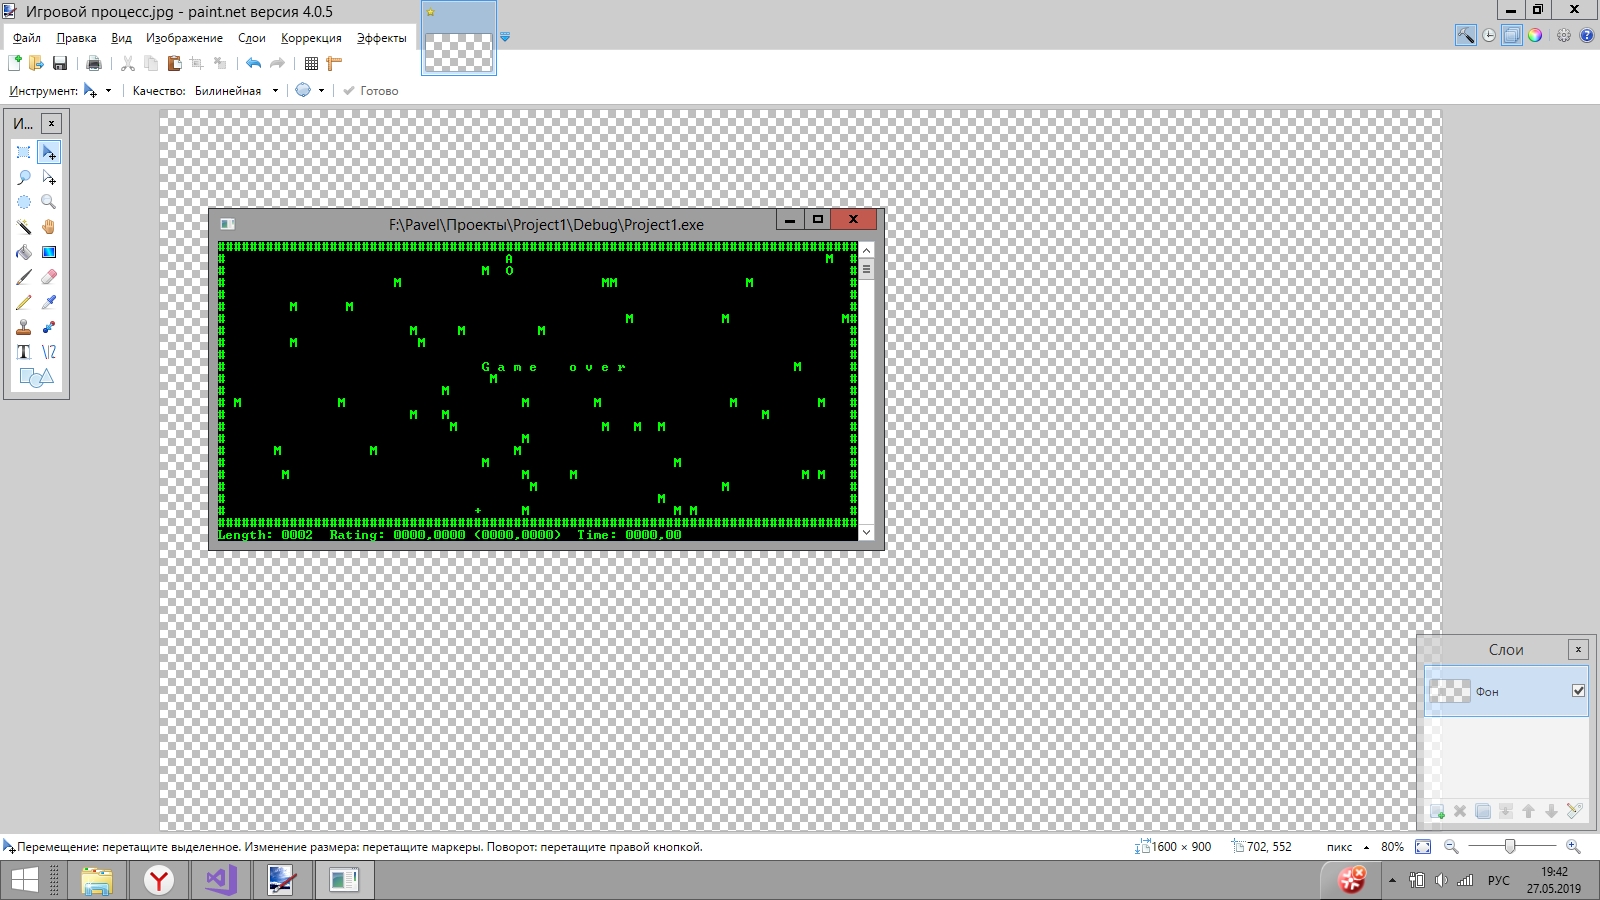 Игровой процесс.jpg - paint.net версия 4.0.5
Файл Правка Вид Изображение Слои Коррекция Эффекты
Инструмент: Качество: Билинейная Готово
И...
F:\Pavel\Проекты\Project1\Debug\Project1.exe
################################################################################
# A M #
# M O #
# M MM M #
# #
# M M #
# M M M#
# M M M #
# M M #
# #
# Game over M #
# M #
# M #
# M M M M M M #
# M M M #
# M M M M #
# M #
# M M M #
# M M #
# M M M M M #
# M M #
# M #
# + M M M #
################################################################################
Length: 0002 Rating: 0000,0000 (0000,0000) Time: 0000,00
Слои
Фон
Перемещение: перетащите выделенное. Изменение размера: перетащите маркеры. Поворот: перетащите правой кнопкой.
1600 × 900 702, 552 пикс 80%
РУС 19:42
27.05.2019